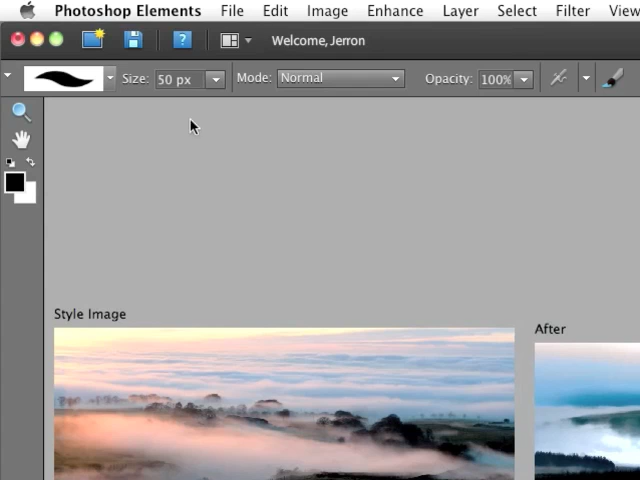 Photoshop Elements File Edit Image Enhance Layer Select Filter View
Welcome, Jerron
Size: 50 px Mode: Normal Opacity: 100%
Style Image
After